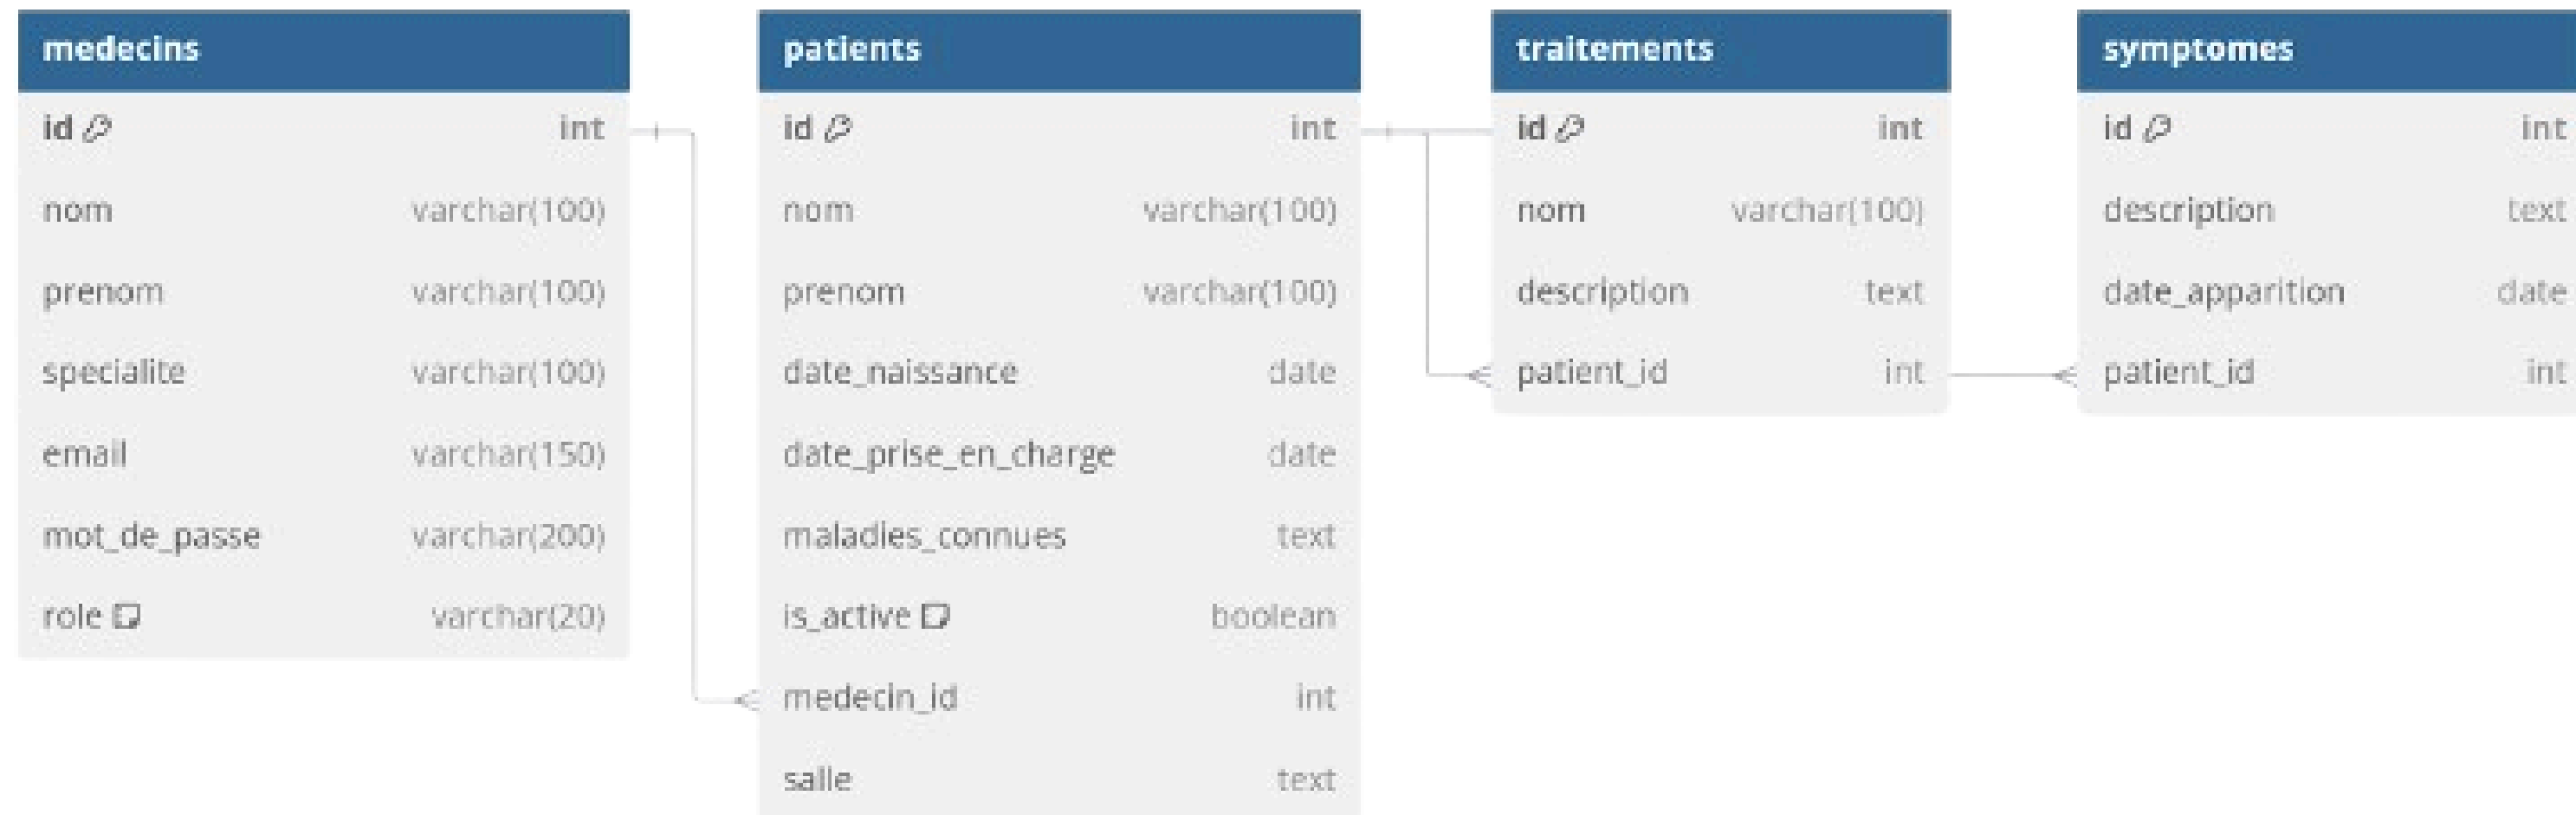 medecins
id int
nom varchar(100)
prenom varchar(100)
specialite varchar(100)
email varchar(150)
mot_de_passe varchar(200)
role varchar(20)
patients
id int
nom varchar(100)
prenom varchar(100)
date_naissance date
date_prise_en_charge date
maladies_connues text
is_active boolean
medecin_id int
salle text
traitements
id int
nom varchar(100)
description text
patient_id int
symptomes
id int
description text
date_apparition date
patient_id int